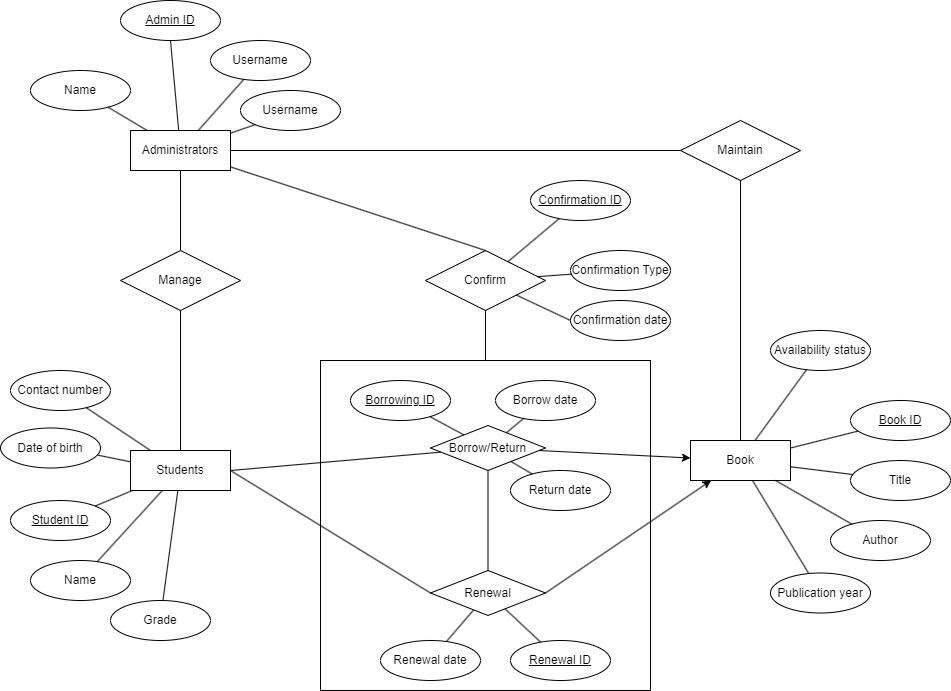 Admin ID
Username
Name
Username
Administrators
Maintain
Confirmation ID
Confirmation Type
Manage
Confirm
Confirmation date
Availability status
Contact number
Borrowing ID
Borrow date
Book ID
Date of birth
Borrow/Return
Students
Book
Title
Return date
Student ID
Author
Name
Renewal
Publication year
Grade
Renewal date
Renewal ID